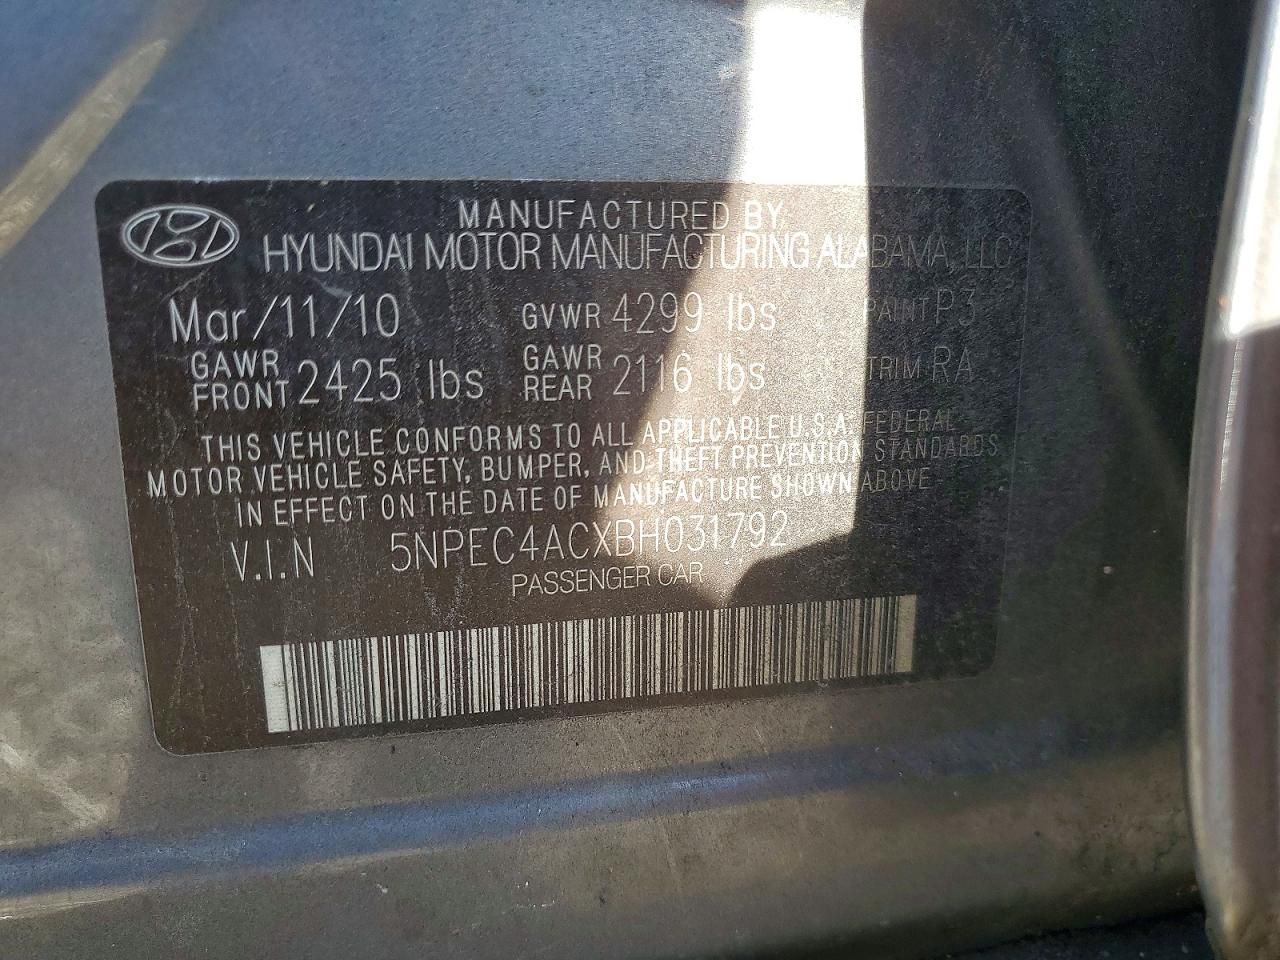 MANUFACTURED BY
HYUNDAI MOTOR MANUFACTURING ALABAMA, LLC
Mar/11/10 GVWR 4299 lbs PAINT P3
GAWR FRONT 2425 lbs GAWR REAR 2116 lbs TRIM RA
THIS VEHICLE CONFORMS TO ALL APPLICABLE U.S.A. FEDERAL
MOTOR VEHICLE SAFETY, BUMPER, AND THEFT PREVENTION STANDARDS
IN EFFECT ON THE DATE OF MANUFACTURE SHOWN ABOVE
V.I.N 5NPEC4ACXBH031792
PASSENGER CAR